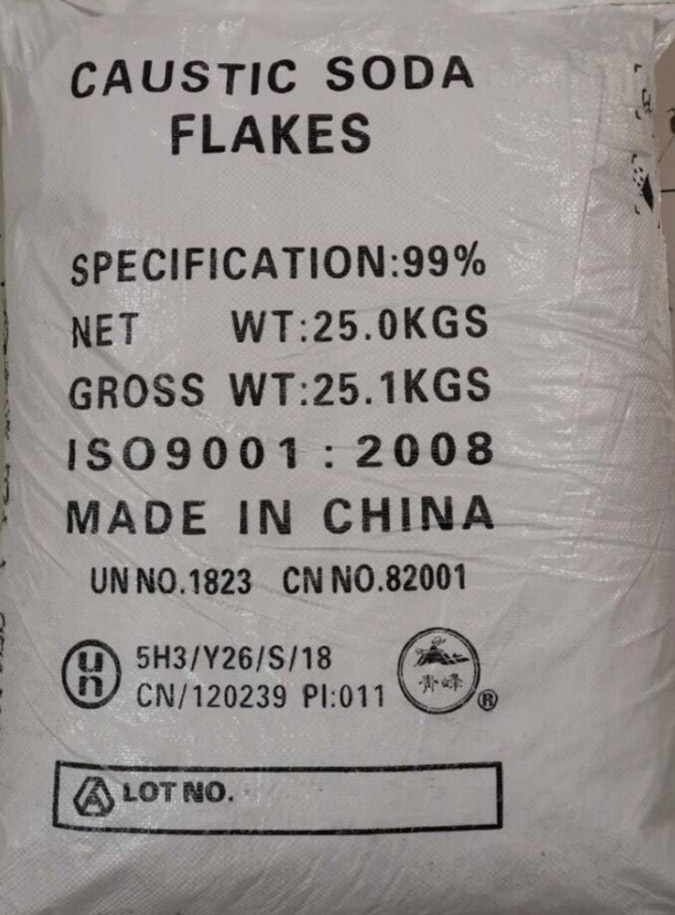 CAUSTIC SODA
FLAKES
SPECIFICATION:99%
NET WT:25.0KGS
GROSS WT:25.1KGS
ISO9001:2008
MADE IN CHINA
UN NO.1823 CN NO.82001
un
5H3/Y26/S/18
CN/120239 PI:011
青峰
®
LOT NO.